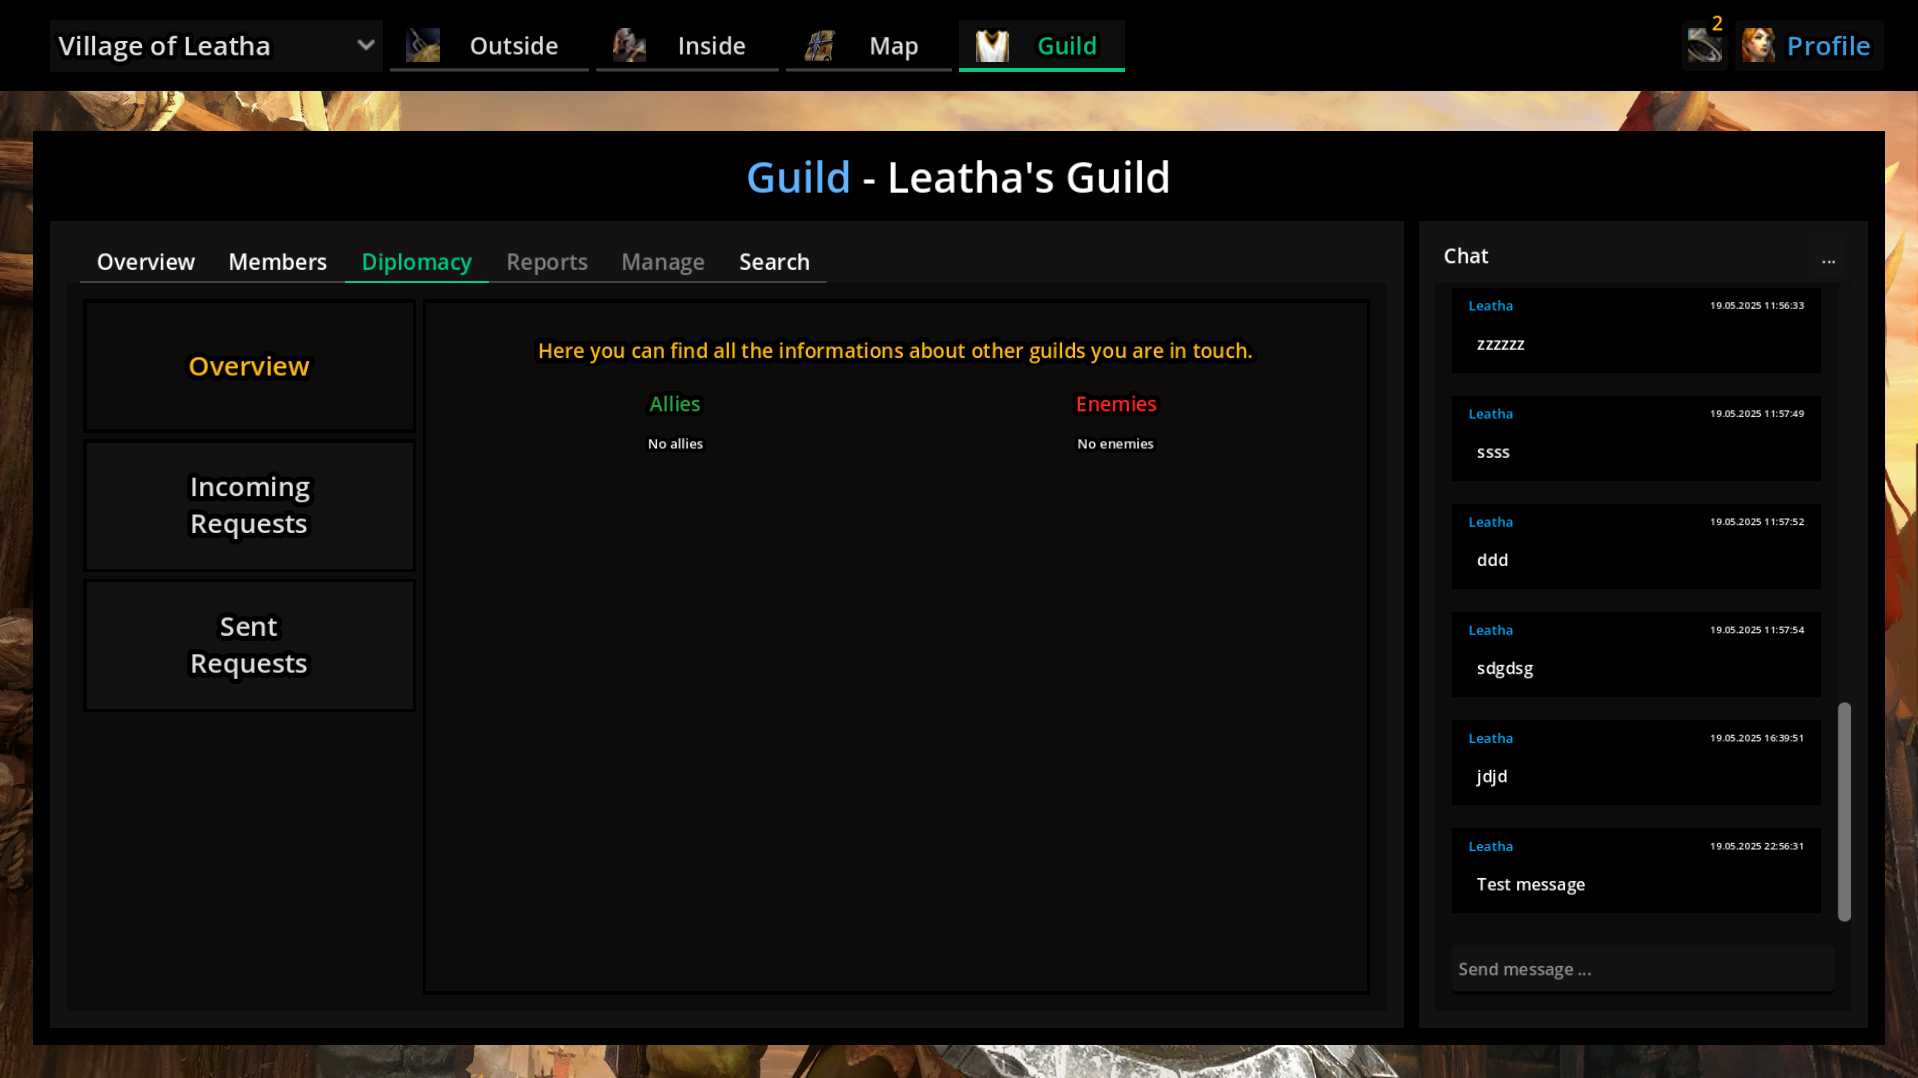 Village of Leatha
Outside
Inside
Map
Guild
2
Profile
Guild - Leatha's Guild
Overview
Members
Diplomacy
Reports
Manage
Search
Overview
Incoming
Requests
Sent
Requests
Here you can find all the informations about other guilds you are in touch.
Allies
Enemies
No allies
No enemies
Chat
...
Leatha 19.05.2025 11:56:33
zzzzzz
Leatha 19.05.2025 11:57:49
ssss
Leatha 19.05.2025 11:57:52
ddd
Leatha 19.05.2025 11:57:54
sdgdsg
Leatha 19.05.2025 16:39:51
jdjd
Leatha 19.05.2025 22:56:31
Test message
Send message ...